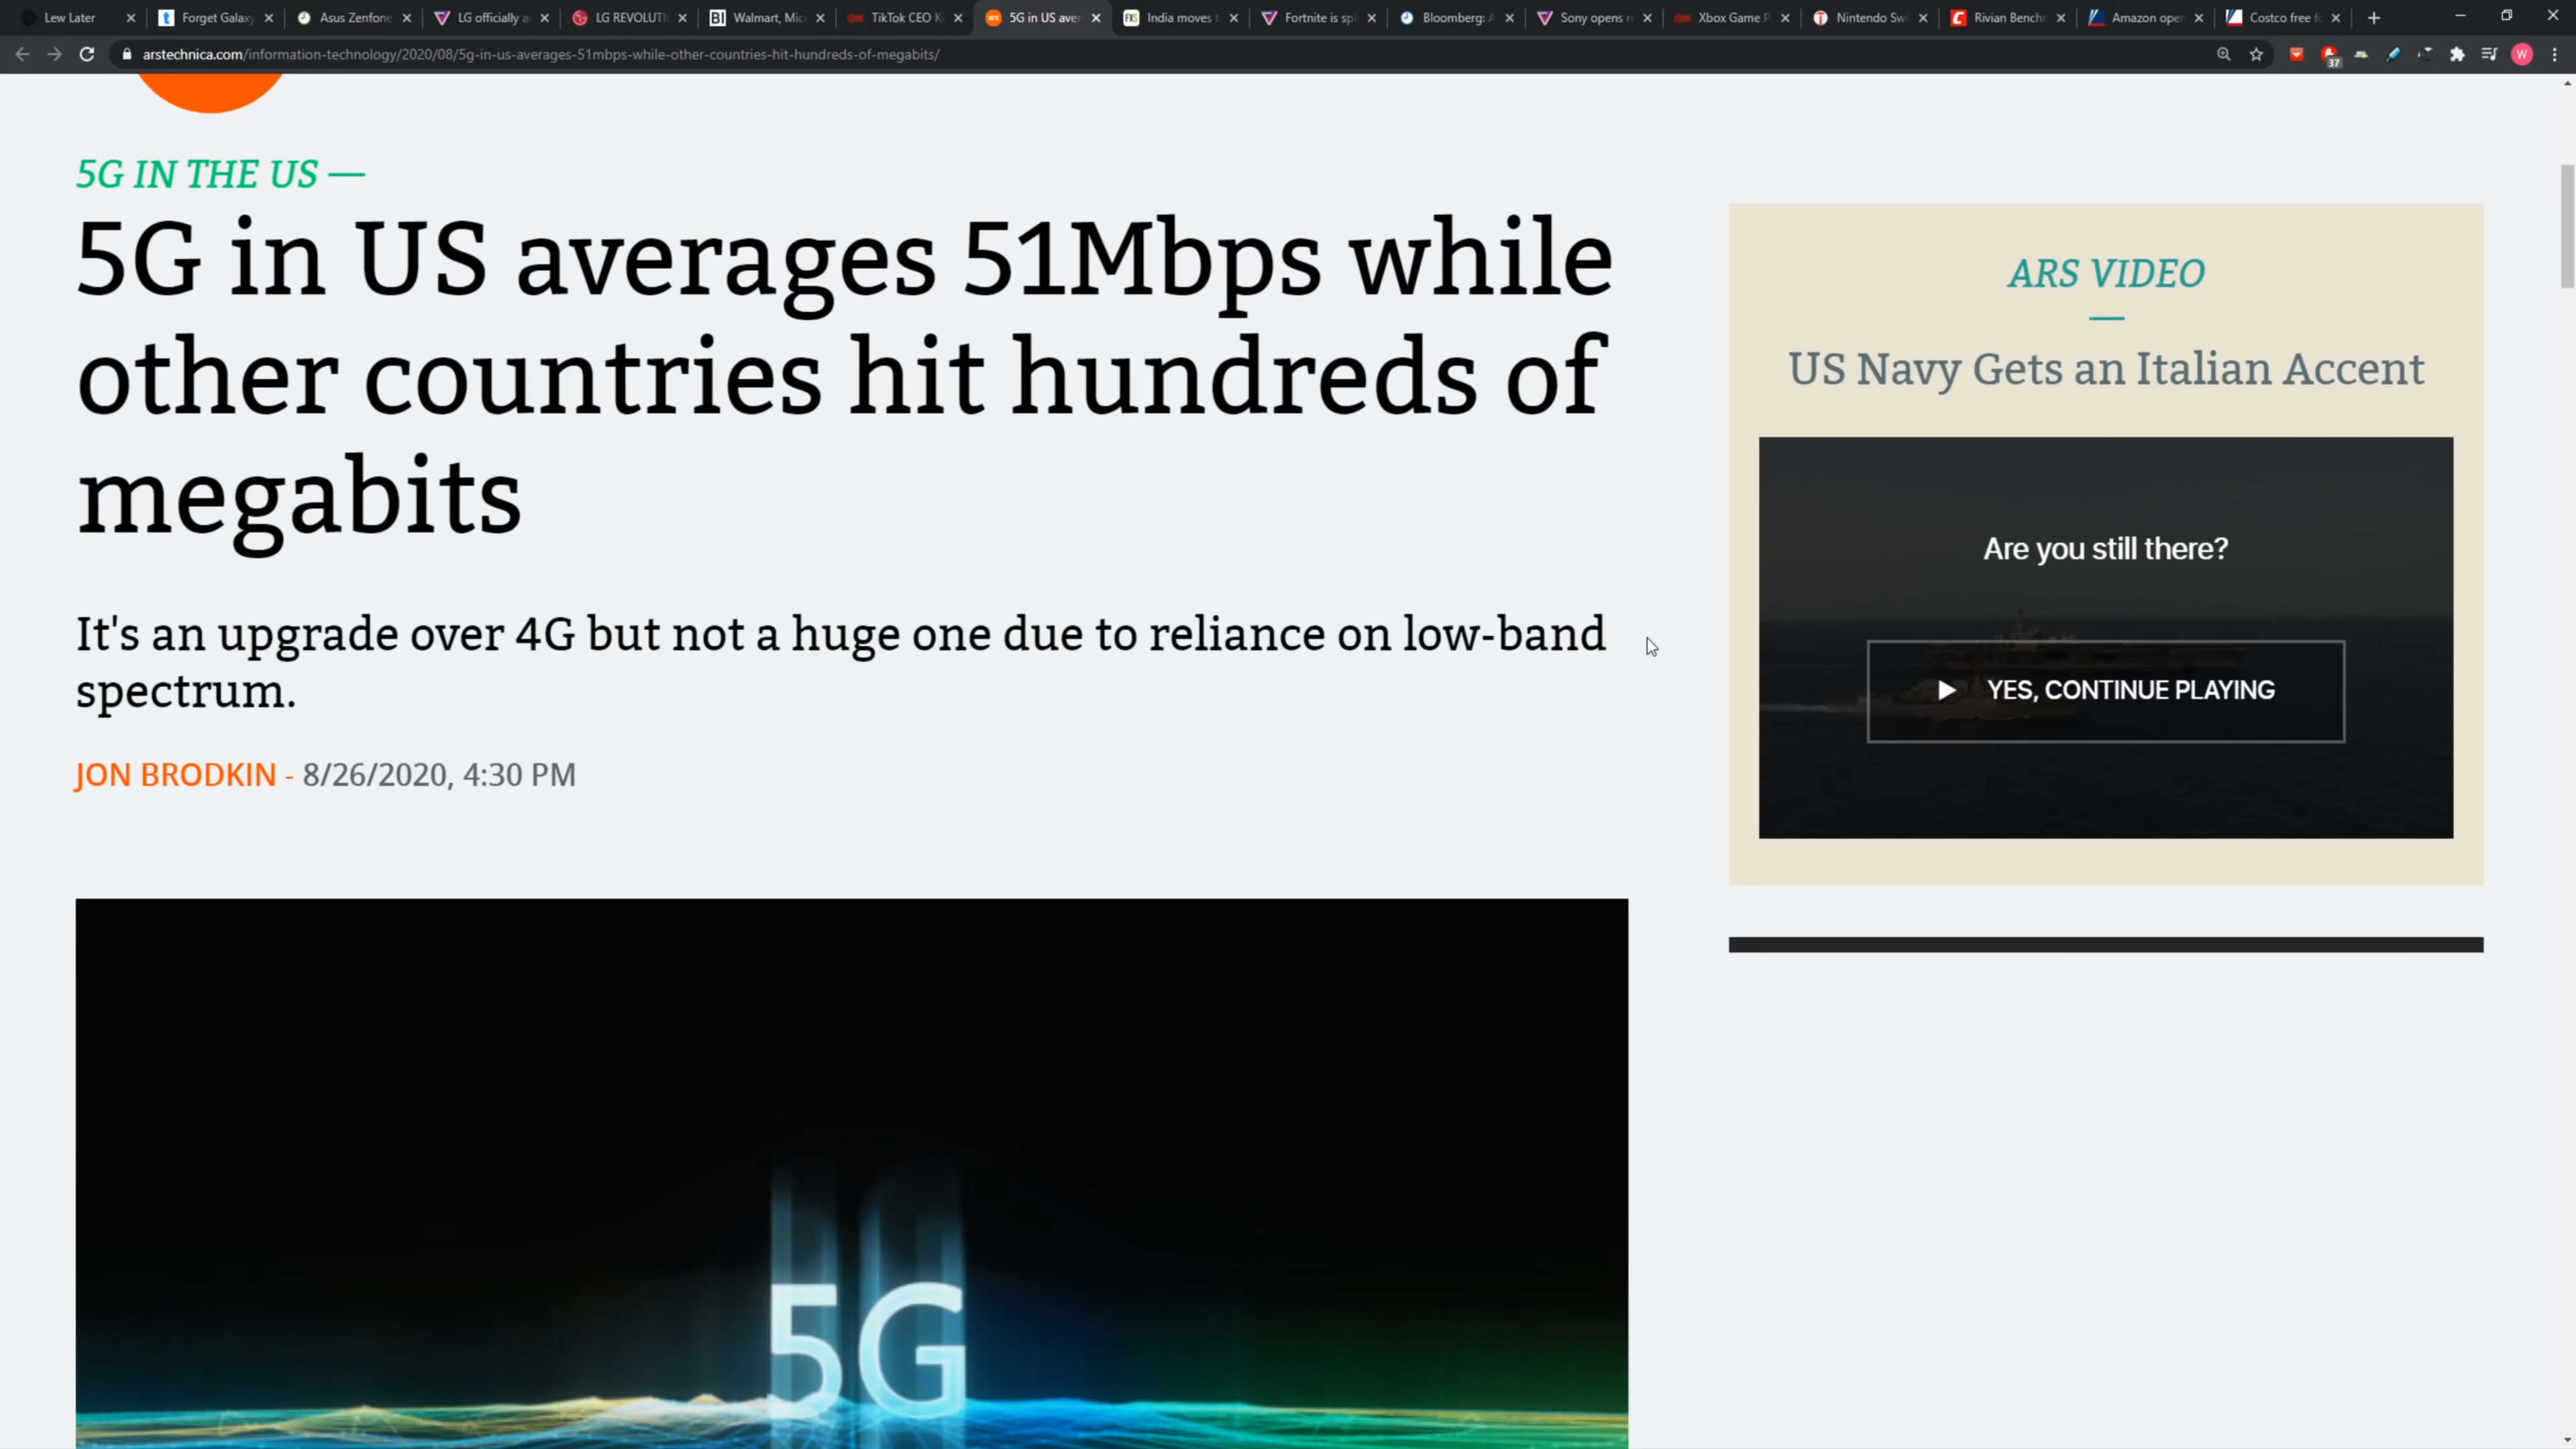 Lew Later
Forget Galaxy
Asus Zenfone
LG officially a
LG REVOLUTI
BI
Walmart, Mic
TikTok CEO K
5G in US aver
India moves t
Fortnite is spl
Bloomberg: A
Sony opens r
Xbox Game P
Nintendo Swi
Rivian Benchm
Amazon open
Costco free f
arstechnica.com/information-technology/2020/08/5g-in-us-averages-51mbps-while-other-countries-hit-hundreds-of-megabits/
37
W
5G IN THE US —
5G in US averages 51Mbps while
other countries hit hundreds of
megabits
It's an upgrade over 4G but not a huge one due to reliance on low-band
spectrum.
JON BRODKIN - 8/26/2020, 4:30 PM
ARS VIDEO
US Navy Gets an Italian Accent
Are you still there?
YES, CONTINUE PLAYING
5G